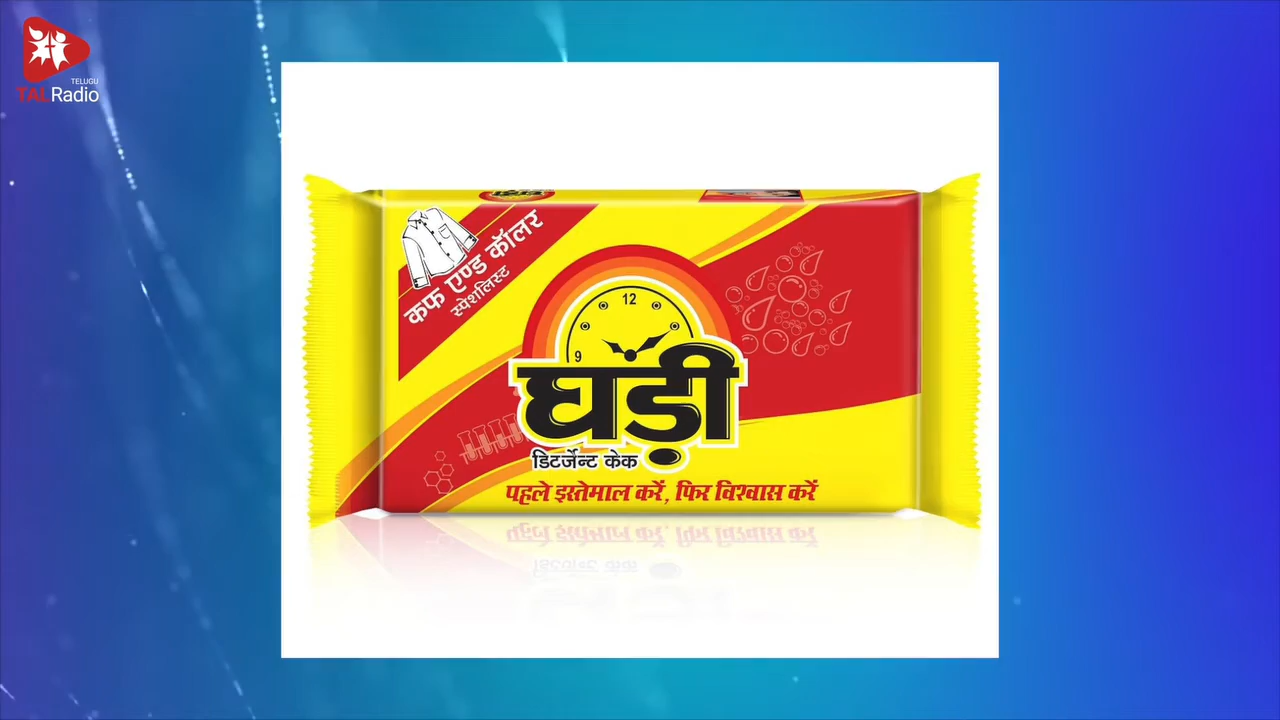 TELUGU
TALRadio
कफ एण्ड कॉलर
स्पेशलिस्ट
12
9
घड़ी
डिटर्जेन्ट केक
पहले इस्तेमाल करें, फिर विश्वास करें